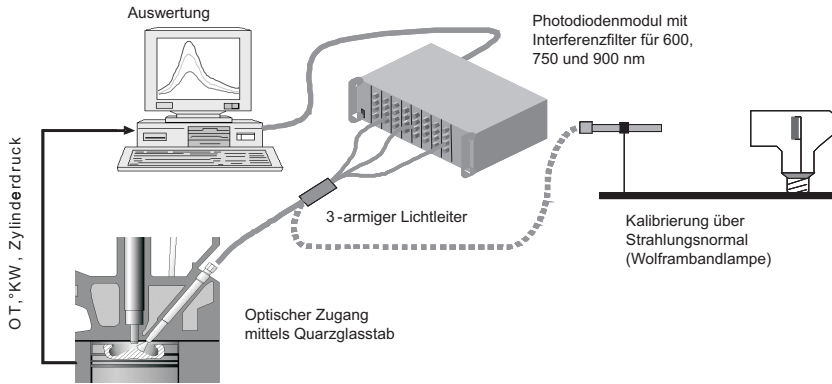 Auswertung
Photodiodenmodul mit
Interferenzfilter für 600,
750 und 900 nm
3-armiger Lichtleiter
Kalibrierung über
Strahlungsnormal
(Wolframbandlampe)
Optischer Zugang
mittels Quarzglasstab
OT,°KW, Zylinderdruck